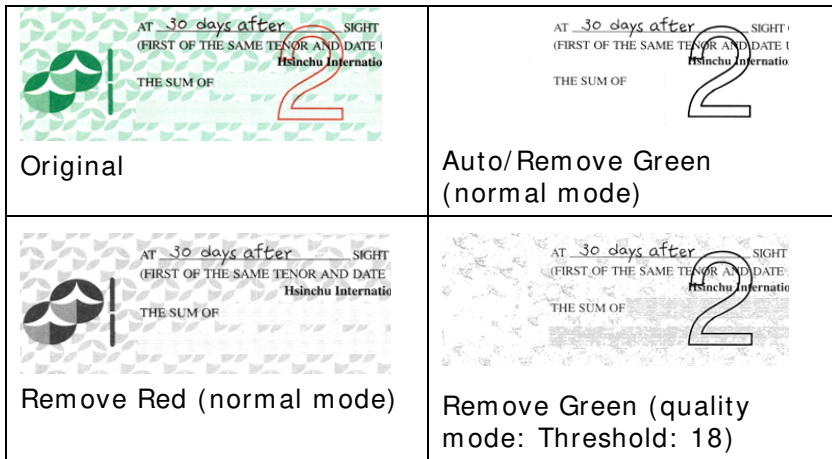 AT 30 days after SIGHT
(FIRST OF THE SAME TENOR AND DATE U
Hsinchu Internatio
THE SUM OF
2
Original
AT 30 days after SIGHT
(FIRST OF THE SAME TENOR AND DATE U
Hsinchu Internatio
THE SUM OF
2
Auto/Remove Green
(normal mode)
AT 30 days after SIGHT
(FIRST OF THE SAME TENOR AND DATE
Hsinchu Internatio
THE SUM OF
Remove Red (normal mode)
AT 30 days after SIGHT
(FIRST OF THE SAME TENOR AND DATE
Hsinchu Internatio
THE SUM OF
2
Remove Green (quality
mode: Threshold: 18)